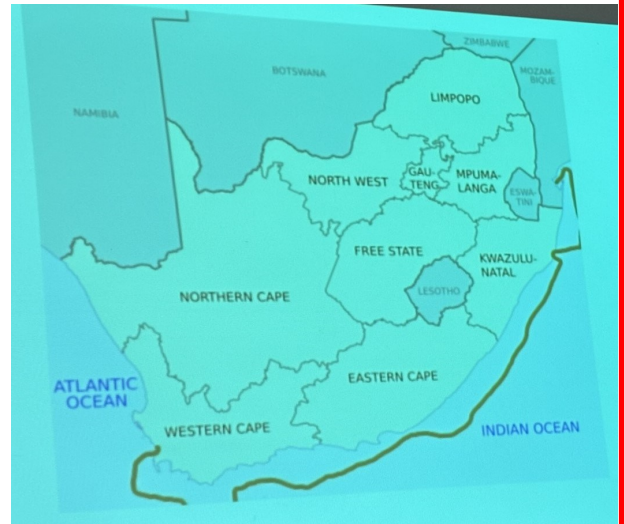 ZIMBABWE
BOTSWANA
MOZAM-
BIQUE
NAMIBIA
LIMPOPO
NORTH WEST
GAU-
TENG
MPUMA-
LANGA
ESWA-
TINI
FREE STATE
KWAZULU-
NATAL
LESOTHO
NORTHERN CAPE
EASTERN CAPE
ATLANTIC
OCEAN
WESTERN CAPE
INDIAN OCEAN